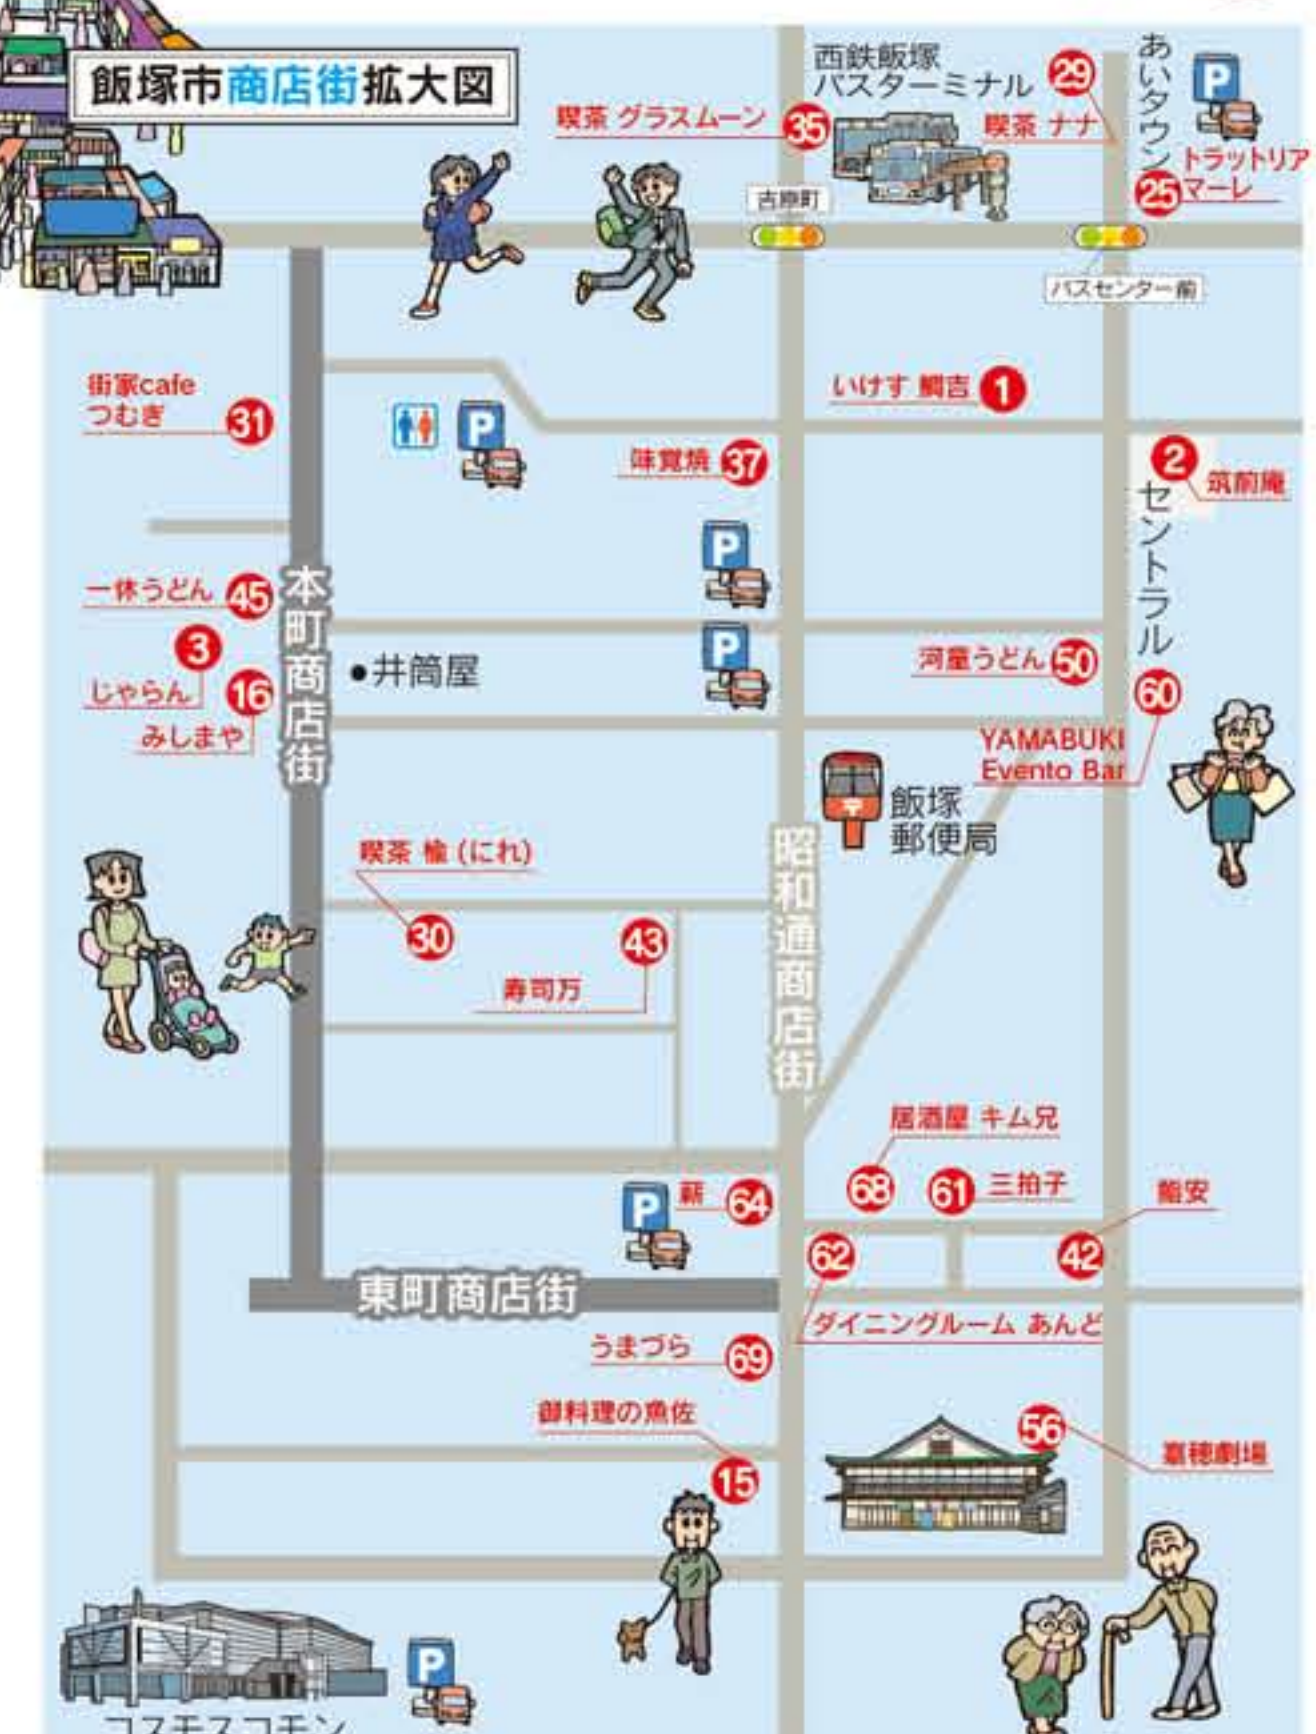 飯塚市商店街拡大図
西鉄飯塚
バスターミナル
29
喫茶 ナナ
あいタウン
P
トラットリア
マーレ
25
喫茶 グラスムーン
35
吉原町
バスセンター前
街家cafe
つむぎ
31
P
いけす 鯛吉
1
味覚焼
37
2
筑前庵
セントラル
P
一休うどん
45
本町商店街
3
じゃらん
16
みしまや
●井筒屋
P
河童うどん
50
60
YAMABUKI
Evento Bar
〒
飯塚
郵便局
昭和通商店街
喫茶 楡 (にれ)
30
43
寿司万
居酒屋 キム兄
68
61
三拍子
鮨安
42
P
薪
64
62
ダイニングルーム あんど
東町商店街
うまづら
69
御料理の魚佐
15
56
嘉穂劇場
P
コスモスコモン